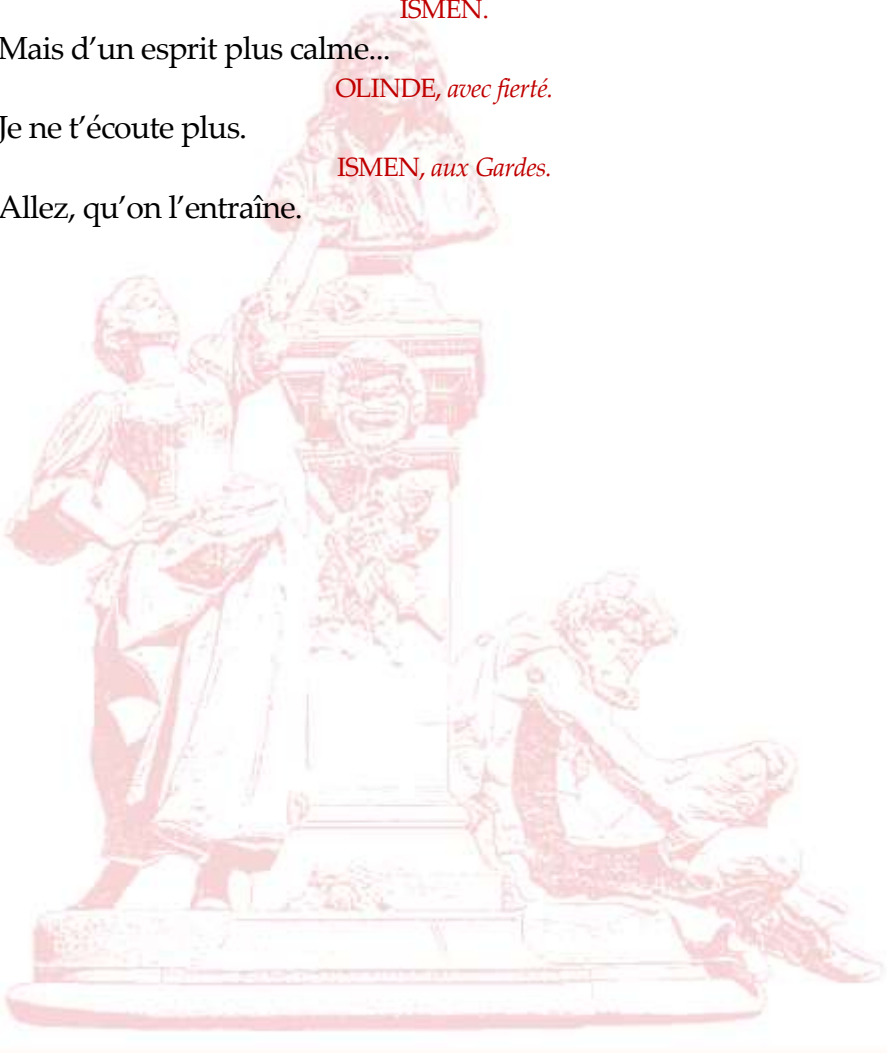 ISMEN.
Mais d'un esprit plus calme...
OLINDE, avec fierté.
Je ne t'écoute plus.
ISMEN, aux Gardes.
Allez, qu'on l'entraîne.